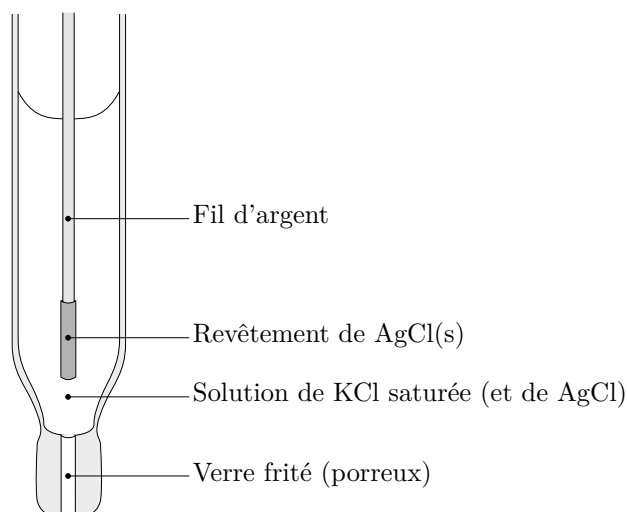 Fil d'argent
Revêtement de AgCl(s)
Solution de KCl saturée (et de AgCl)
Verre frité (porreux)